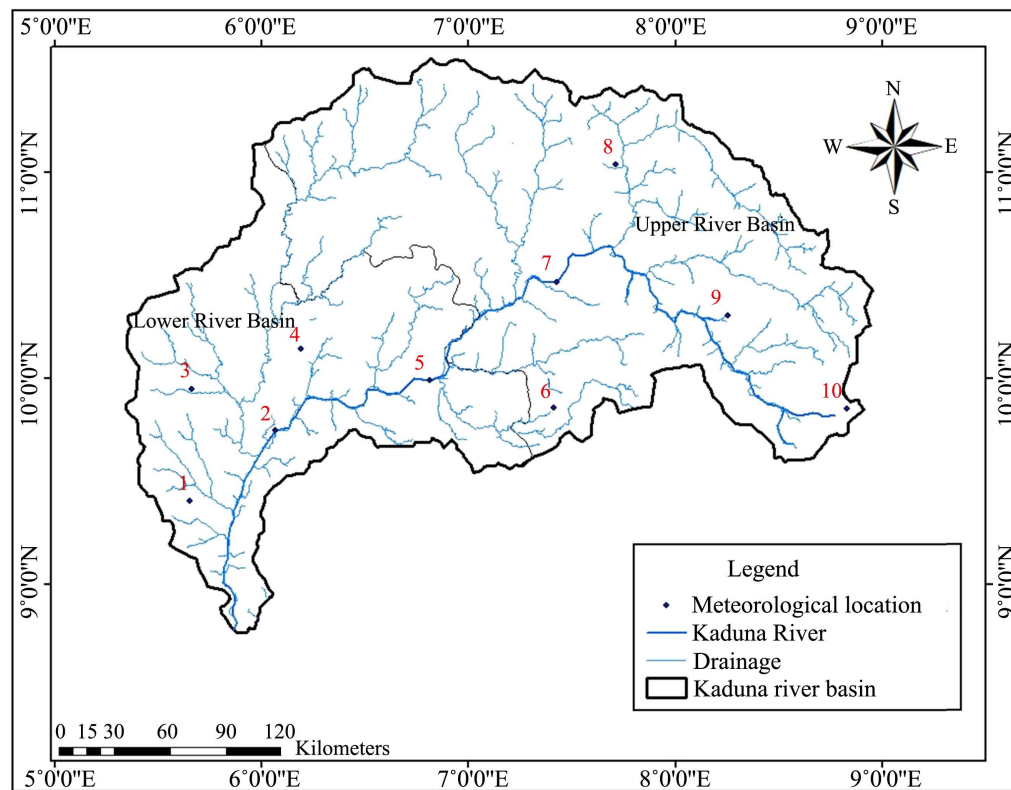 5°0'0"E 6°0'0"E 7°0'0"E 8°0'0"E 9°0'0"E
N
W E
S
11°0'0"N
11°0'0"N
8
Upper River Basin
7
9
Lower River Basin
4
10°0'0"N
10°0'0"N
3
5
6
10
2
1
9°0'0"N
9°0'0"N
Legend
Meteorological location
Kaduna River
Drainage
Kaduna river basin
0 15 30 60 90 120
Kilometers
5°0'0"E 6°0'0"E 7°0'0"E 8°0'0"E 9°0'0"E